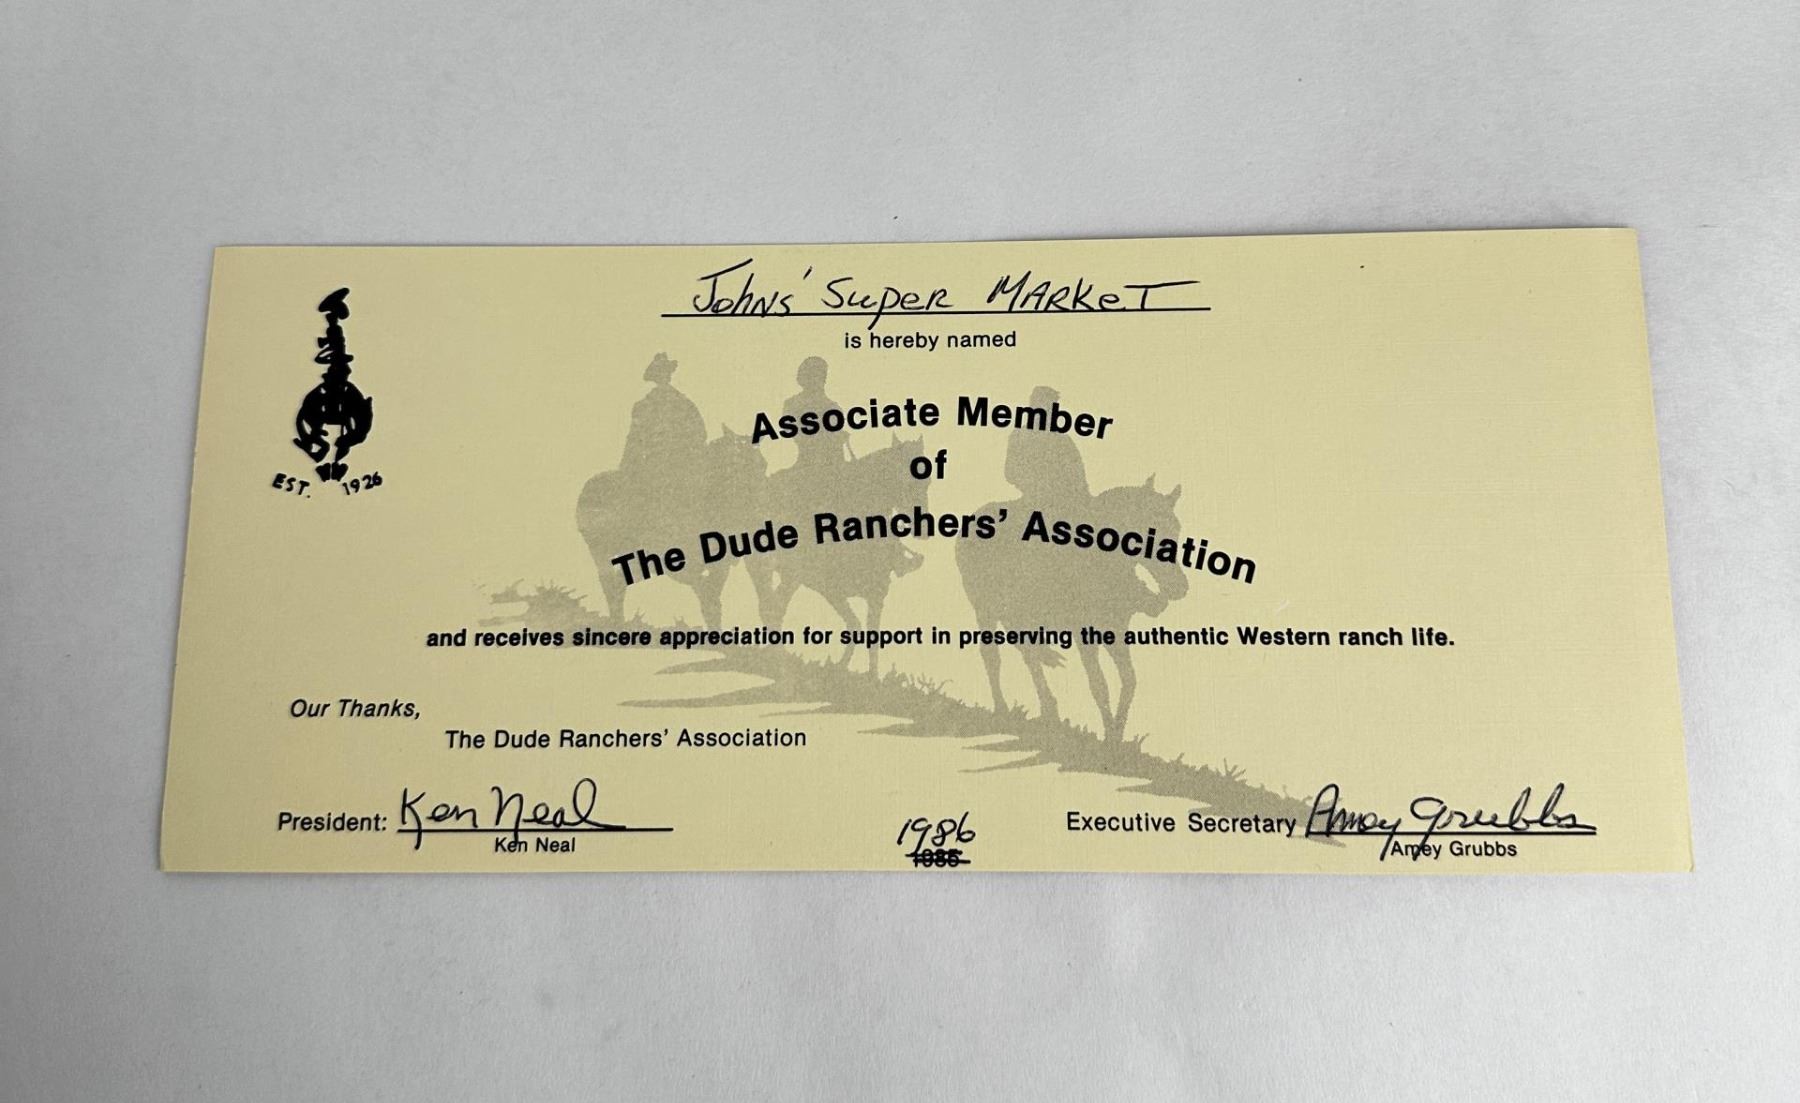 Johns' Super Market
is hereby named
Associate Member
of
The Dude Ranchers' Association
and receives sincere appreciation for support in preserving the authentic Western ranch life.
EST. 1926
Our Thanks,
The Dude Ranchers' Association
President: Ken Neal
Ken Neal
1986
1985
Executive Secretary Amey Grubbs
Amey Grubbs